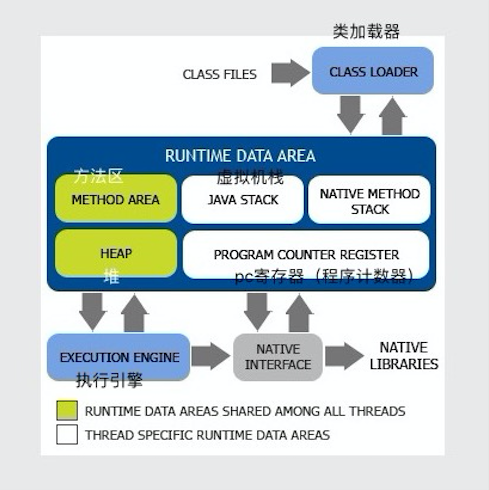 类加载器
CLASS FILES
CLASS LOADER
RUNTIME DATA AREA
方法区
METHOD AREA
虚拟机栈
JAVA STACK
NATIVE METHOD
STACK
HEAP
堆
PROGRAM COUNTER REGISTER
pc寄存器（程序计数器）
EXECUTION ENGINE
执行引擎
NATIVE
INTERFACE
NATIVE
LIBRARIES
RUNTIME DATA AREAS SHARED AMONG ALL THREADS
THREAD SPECIFIC RUNTIME DATA AREAS